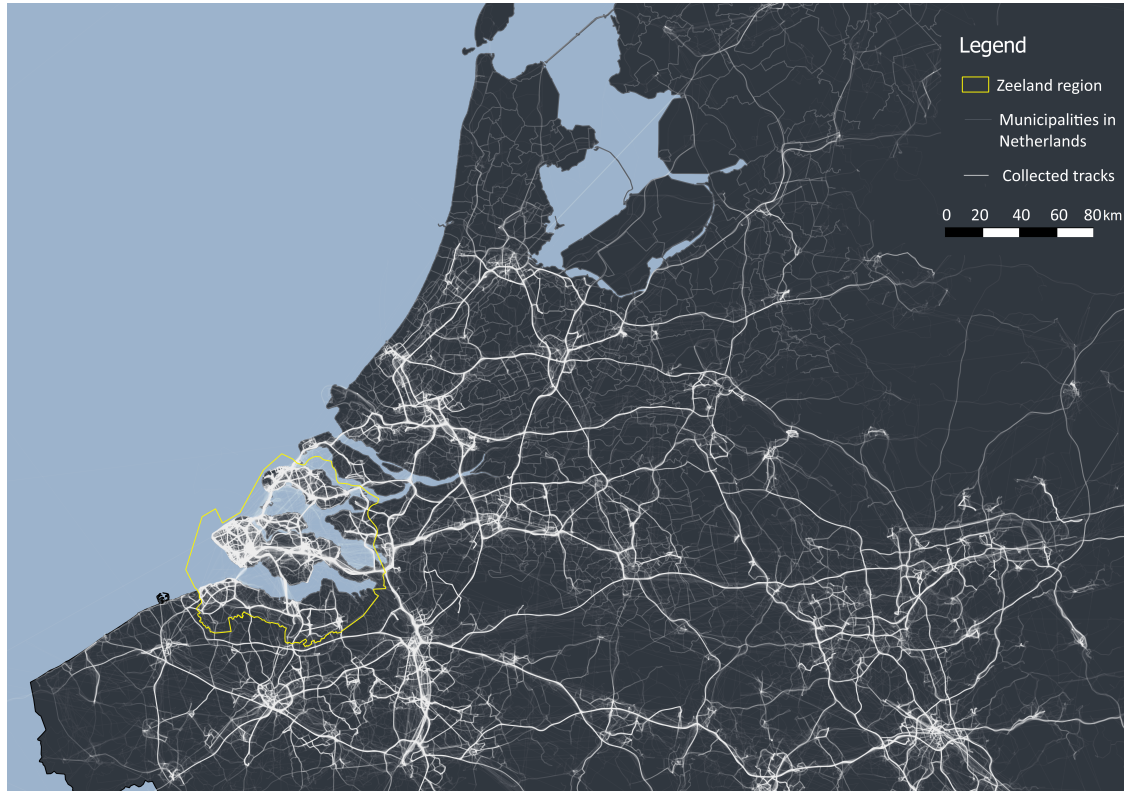 Legend
Zeeland region
Municipalities in
Netherlands
Collected tracks
0 20 40 60 80 km